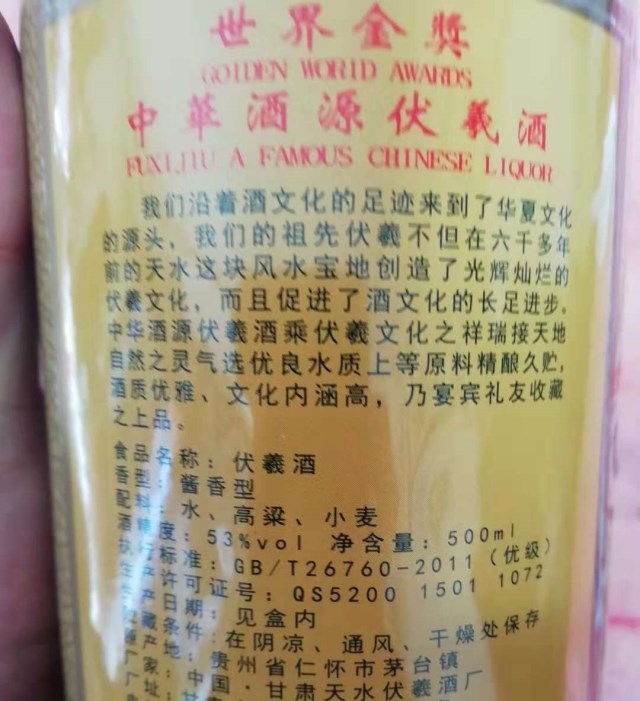 世界金奖
GOLDEN WORLD AWARDS
中华酒源伏羲酒
FUXIJIU A FAMOUS CHINESE LIQUOR
我们沿着酒文化的足迹来到了华夏文化
的源头，我们的祖先伏羲不但在六千多年
前的天水这块风水宝地创造了光辉灿烂的
伏羲文化，而且促进了酒文化的长足进步。
中华酒源伏羲酒乘伏羲文化之祥瑞接天地
自然之灵气选优良水质上等原料精酿久贮，
酒质优雅、文化内涵高，乃宴宾礼友收藏
之上品。
食品名称：伏羲酒
香型：酱香型
配料：水、高粱、小麦
酒精度：53%vol 净含量：500ml
执行标准：GB/T26760-2011（优级）
生产许可证号：QS5200 1501 1072
生产日期：见盒内
贮藏条件：在阴凉、通风、干燥处保存
源产地：贵州省仁怀市茅台镇
厂家：中国·甘肃天水伏羲酒厂
厂址：甘